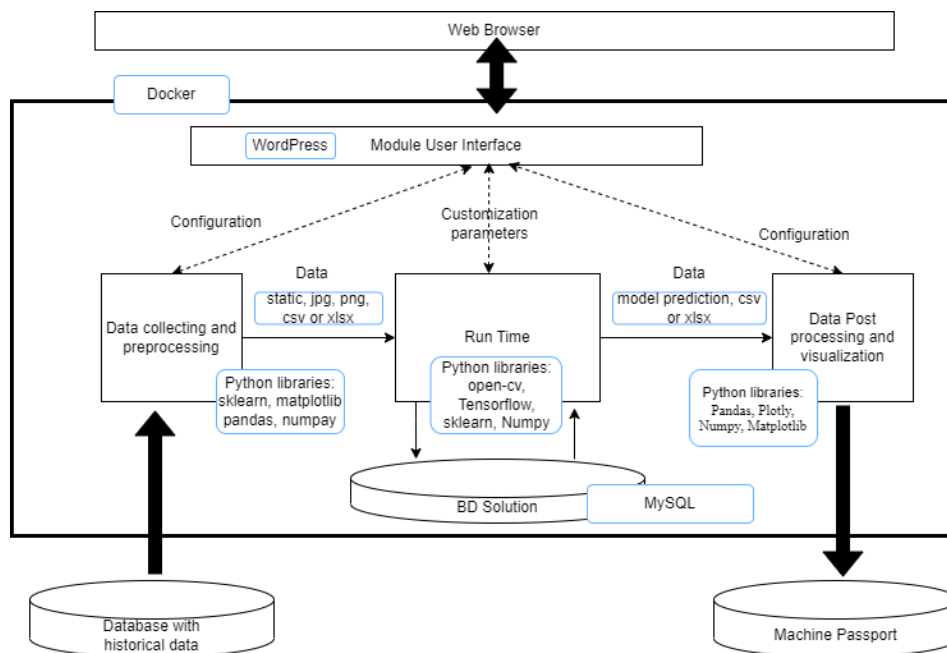 Web Browser
Docker
WordPress
Module User Interface
Configuration
Customization
parameters
Configuration
Data
static, jpg, png,
csv or xlsx
Data
model prediction, csv
or xlsx
Data collecting and
preprocessing
Run Time
Data Post
processing and
visualization
Python libraries:
sklearn, matplotlib
pandas, numpay
Python libraries:
open-cv,
Tensorflow,
sklearn, Numpy
Python libraries:
Pandas, Plotly,
Numpy, Matplotlib
BD Solution
MySQL
Database with
historical data
Machine Passport